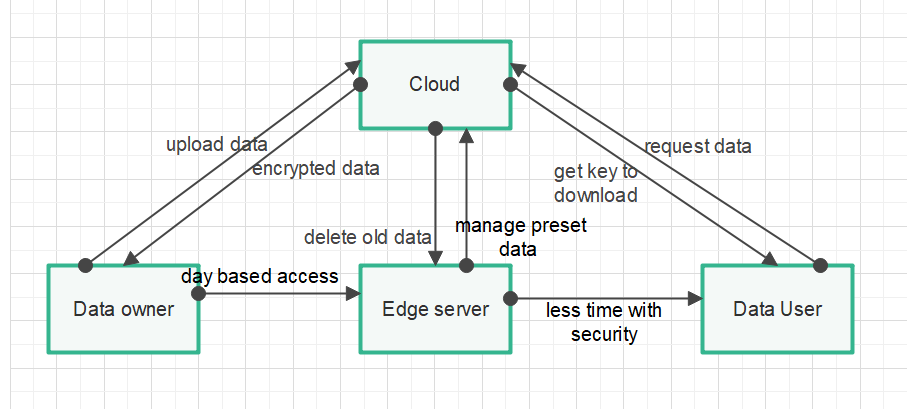 Cloud
upload data
encrypted data
request data
get key to
download
delete old data
manage preset
data
day based access
Data owner
Edge server
less time with
security
Data User